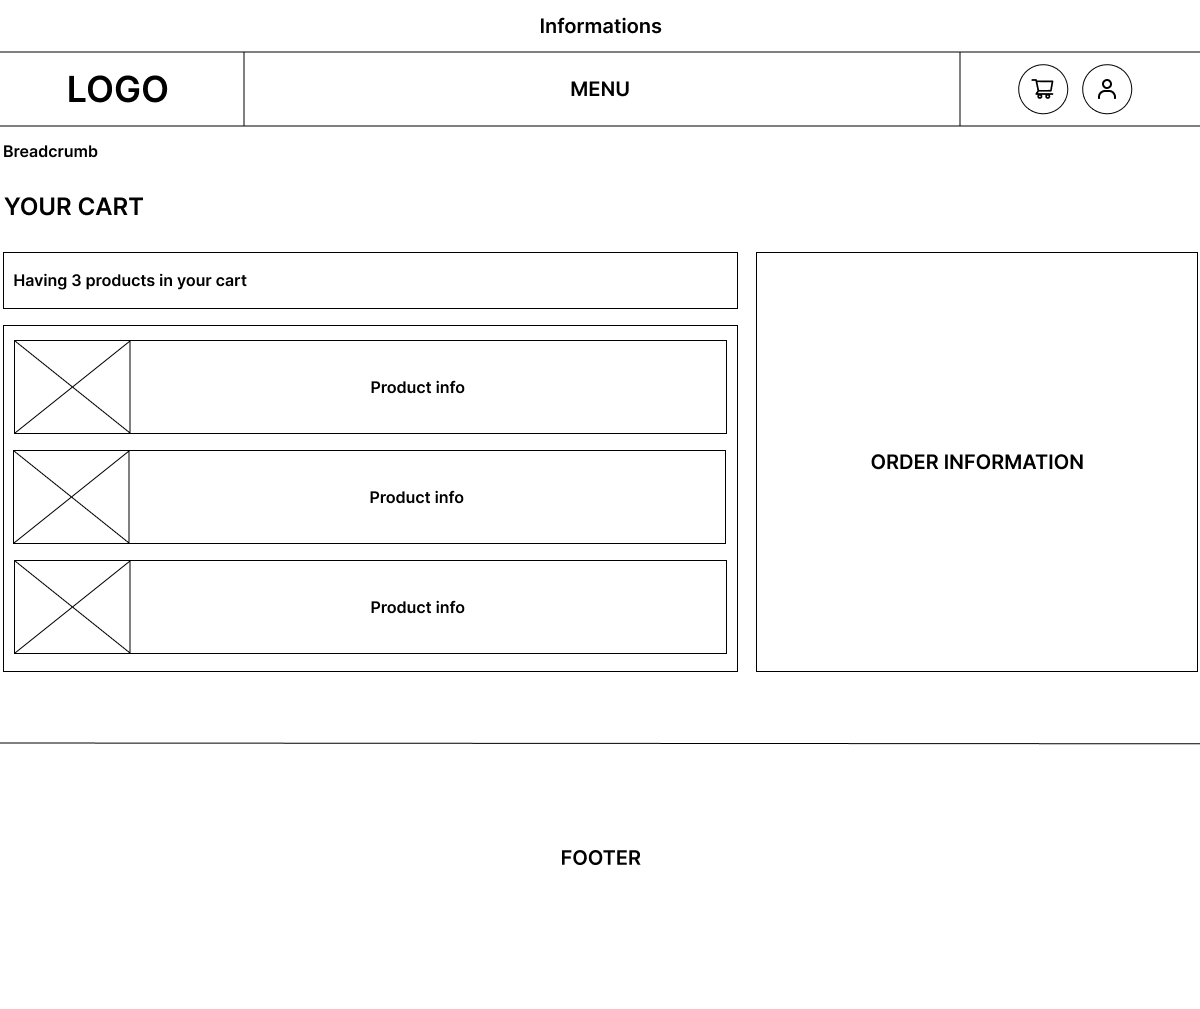 Informations
LOGO
MENU
Breadcrumb
YOUR CART
Having 3 products in your cart
Product info
Product info
Product info
ORDER INFORMATION
FOOTER